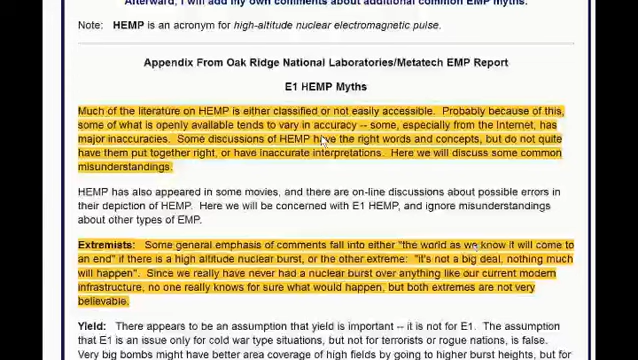 Afterward, I will add my own comments about additional common EMP myths.
Note: HEMP is an acronym for high-altitude nuclear electromagnetic pulse.
Appendix From Oak Ridge National Laboratories/Metatech EMP Report
E1 HEMP Myths
Much of the literature on HEMP is either classified or not easily accessible. Probably because of this,
some of what is openly available tends to vary in accuracy -- some, especially from the Internet, has
major inaccuracies. Some discussions of HEMP have the right words and concepts, but do not quite
have them put together right, or have inaccurate interpretations. Here we will discuss some common
misunderstandings.
HEMP has also appeared in some movies, and there are on-line discussions about possible errors in
their depiction of HEMP. Here we will be concerned with E1 HEMP, and ignore misunderstandings
about other types of EMP.
Extremists: Some general emphasis of comments fall into either "the world as we know it will come to
an end" if there is a high altitude nuclear burst, or the other extreme: "it's not a big deal, nothing much
will happen". Since we really have never had a nuclear burst over anything like our current modern
infrastructure, no one really knows for sure what would happen, but both extremes are not very
believable.
Yield: There appears to be an assumption that yield is important -- it is not for E1. The assumption
that E1 is an issue only for cold war type situations, but not for terrorists or rogue nations, is false.
Very big bombs might have better area coverage of high fields by going to higher burst heights, but for